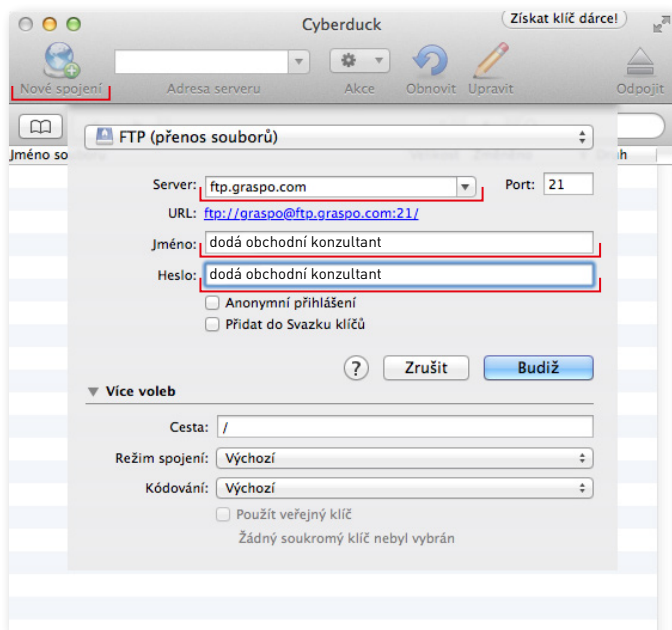 Cyberduck
Získat klíč dárce!
Nové spojení
Adresa serveru
Akce
Obnovit
Upravit
Odpojit
FTP (přenos souborů)
Jméno
Server: ftp.graspo.com Port: 21
URL: ftp://graspo@ftp.graspo.com:21/
Jméno: dodá obchodní konzultant
Heslo: dodá obchodní konzultant
Anonymní přihlášení
Přidat do Svazku klíčů
? Zrušit Budiž
Více voleb
Cesta: /
Režim spojení: Výchozí
Kódování: Výchozí
Použít veřejný klíč
Žádný soukromý klíč nebyl vybrán